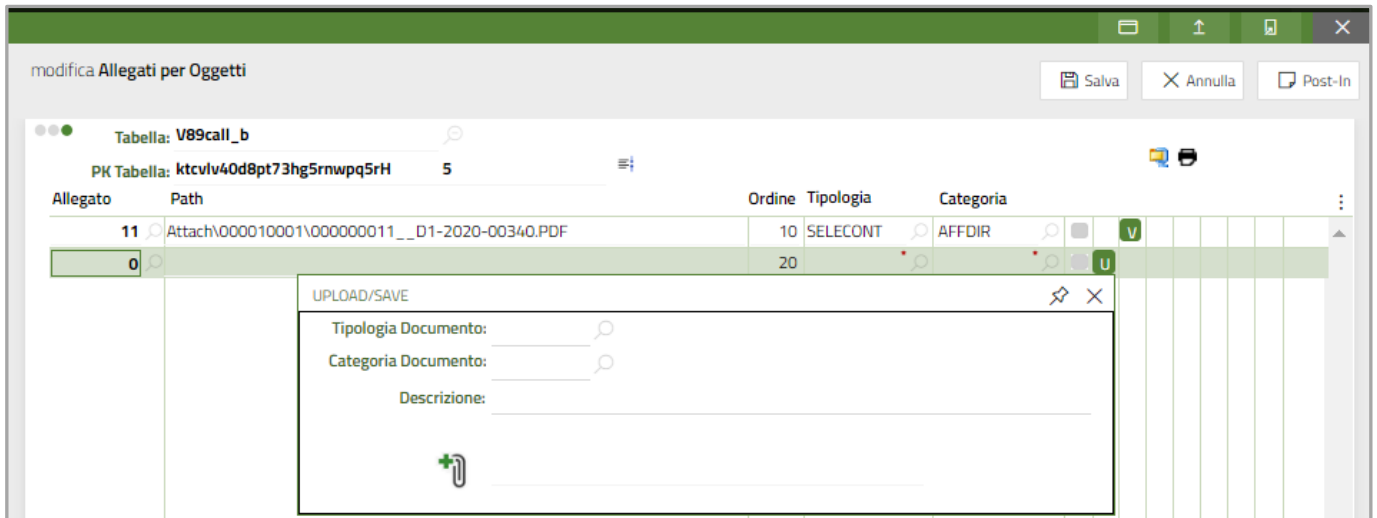 modifica Allegati per Oggetti
Salva
Annulla
Post-In
Tabella: V89call_b
PK Tabella: ktcvlv40d8pt73hg5rnwpq5rH 5
Allegato Path Ordine Tipologia Categoria
11 Attach\000010001\000000011__D1-2020-00340.PDF 10 SELECONT AFFDIR V
0 20 * * U
UPLOAD/SAVE
Tipologia Documento:
Categoria Documento:
Descrizione: